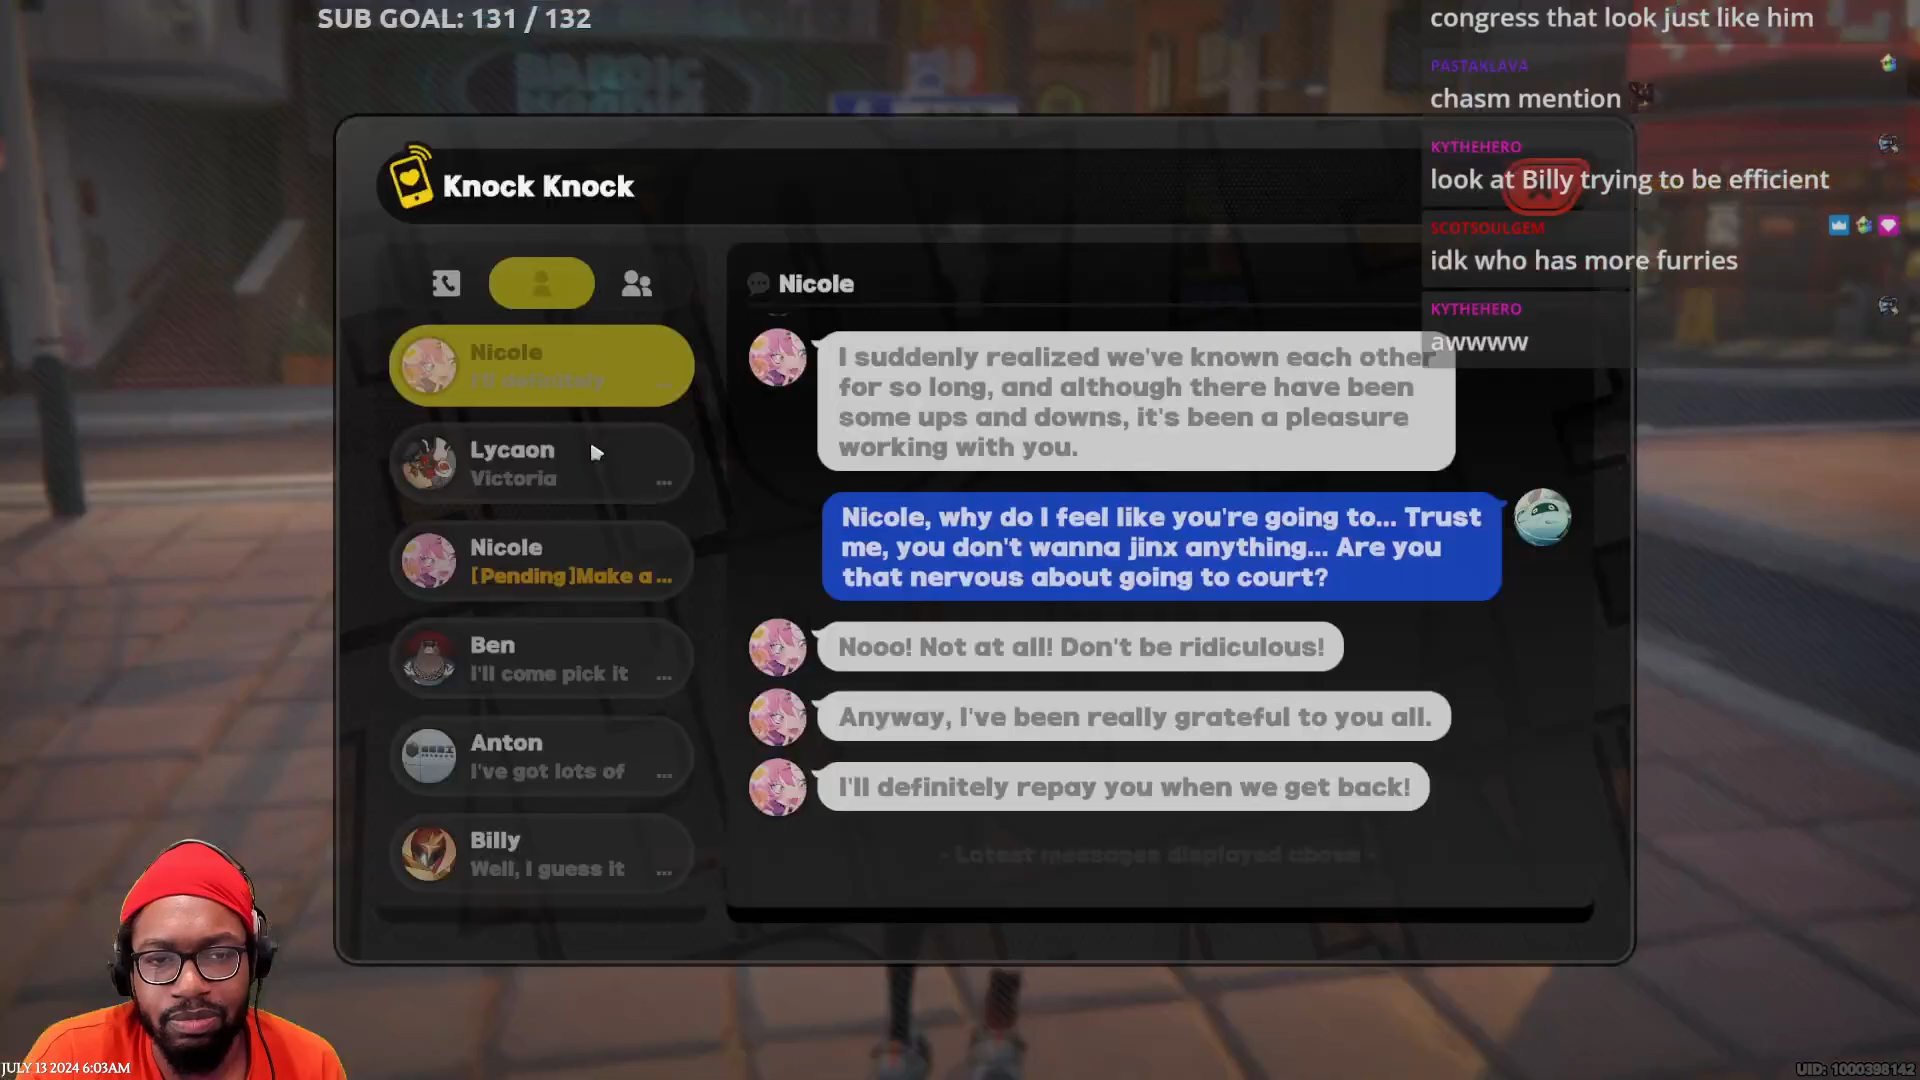 SUB GOAL: 131 / 132
congress that look just like him
PASTAKLAVA
chasm mention
KYTHEHERO
look at Billy trying to be efficient
SCOTSOULGEM
idk who has more furries
KYTHEHERO
awwww
Knock Knock
Nicole
I'll definitely ...
Lycaon
Victoria ...
Nicole
[Pending]Make a ...
Ben
I'll come pick it ...
Anton
I've got lots of ...
Billy
Well, I guess it ...
Nicole
I suddenly realized we've known each other
for so long, and although there have been
some ups and downs, it's been a pleasure
working with you.
Nicole, why do I feel like you're going to... Trust
me, you don't wanna jinx anything... Are you
that nervous about going to court?
Nooo! Not at all! Don't be ridiculous!
Anyway, I've been really grateful to you all.
I'll definitely repay you when we get back!
- Latest messages displayed above -
JULY 13 2024 6:03AM
UID: 1000398142